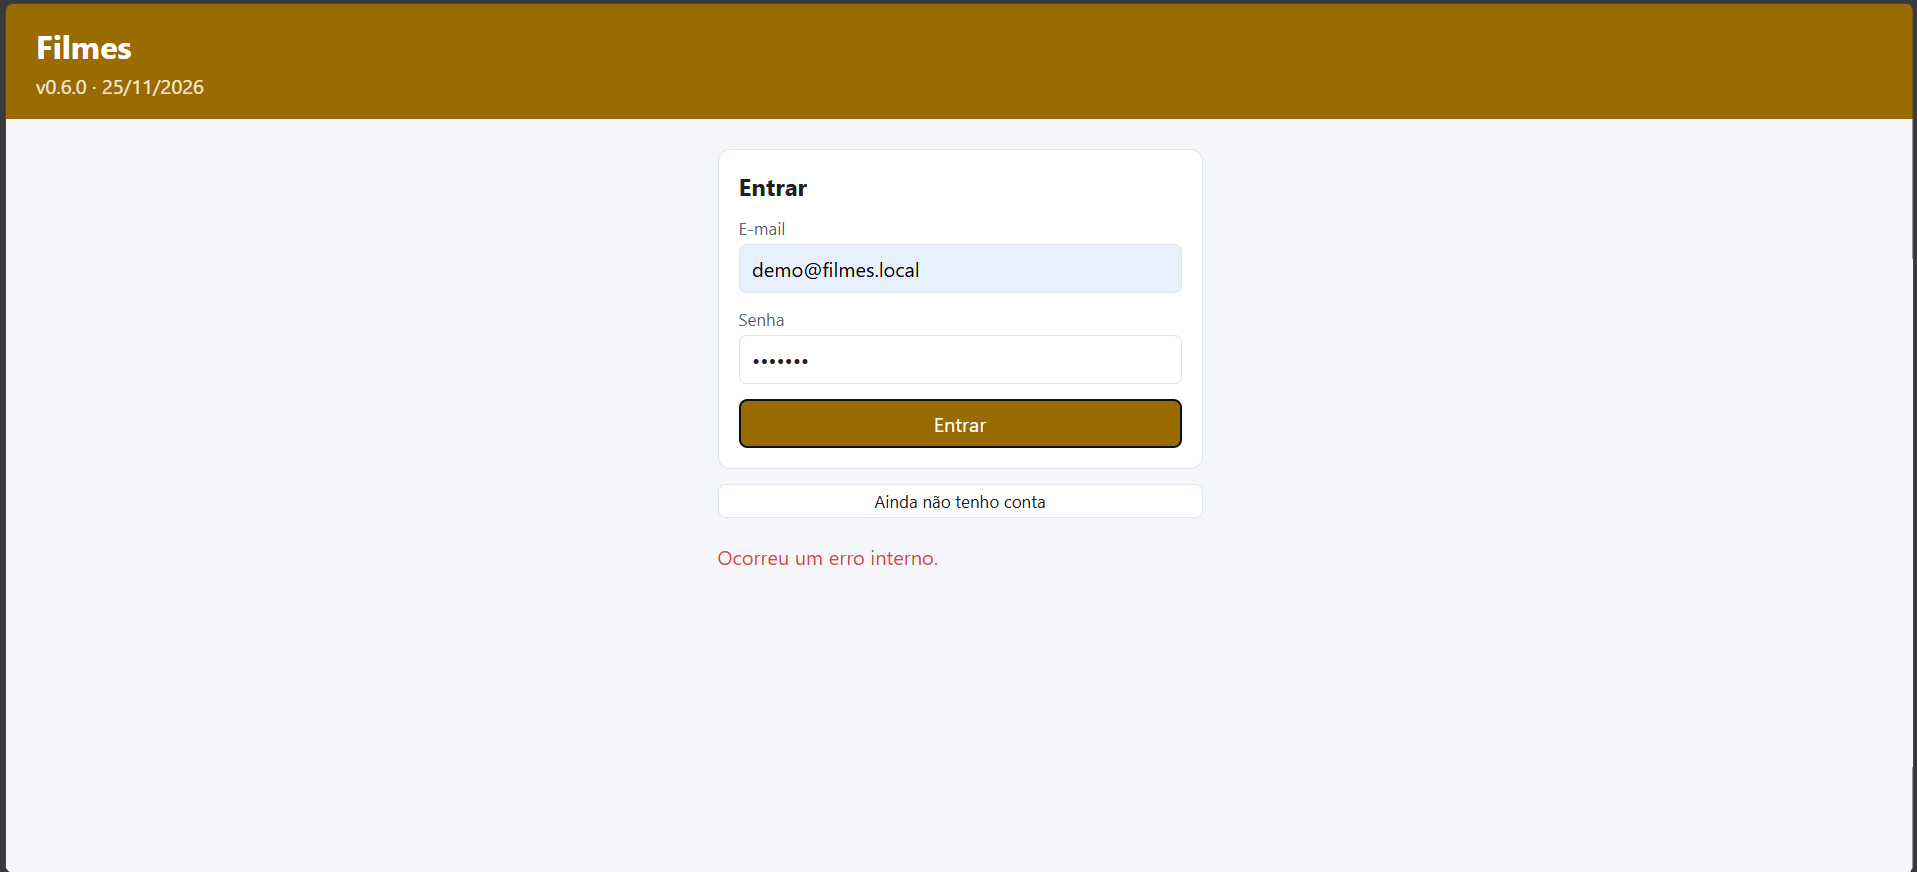 Filmes
v0.6.0 · 25/11/2026
Entrar
E-mail
demo@filmes.local
Senha
•••••••
Entrar
Ainda não tenho conta
Ocorreu um erro interno.